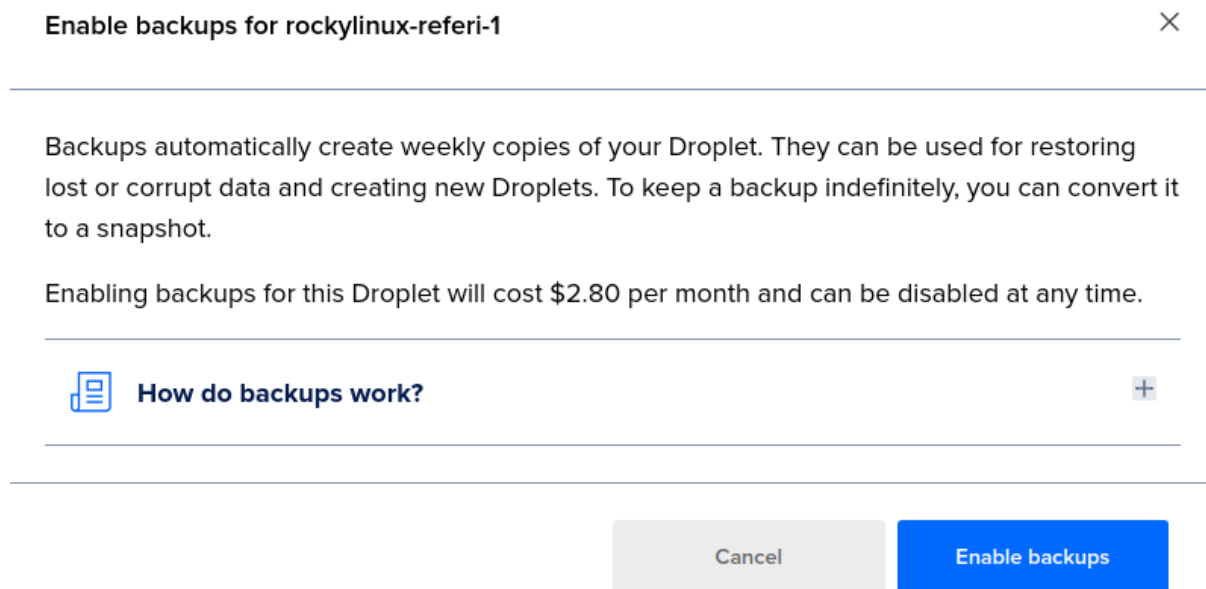 Enable backups for rockylinux-referi-1
Backups automatically create weekly copies of your Droplet. They can be used for restoring
lost or corrupt data and creating new Droplets. To keep a backup indefinitely, you can convert it
to a snapshot.
Enabling backups for this Droplet will cost $2.80 per month and can be disabled at any time.
How do backups work?
Cancel
Enable backups